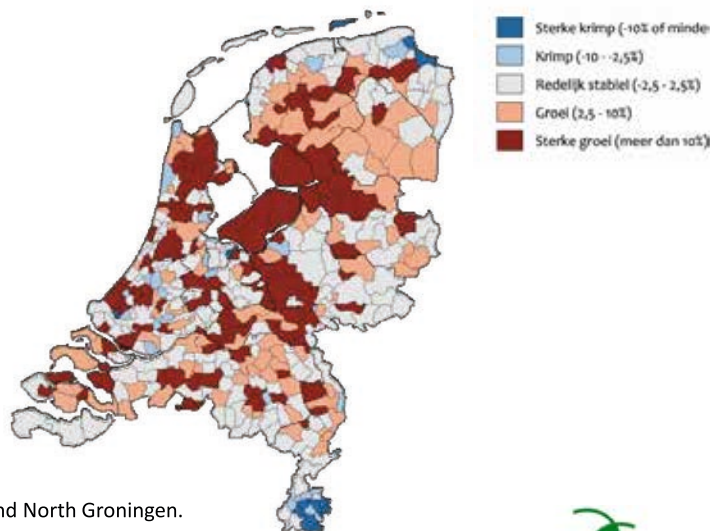 Sterke krimp (-10% of minde
Krimp (-10 - -2,5%)
Redelijk stabiel (-2,5 - 2,5%)
Groei (2,5 - 10%)
Sterke groei (meer dan 10%)
nd North Groningen.